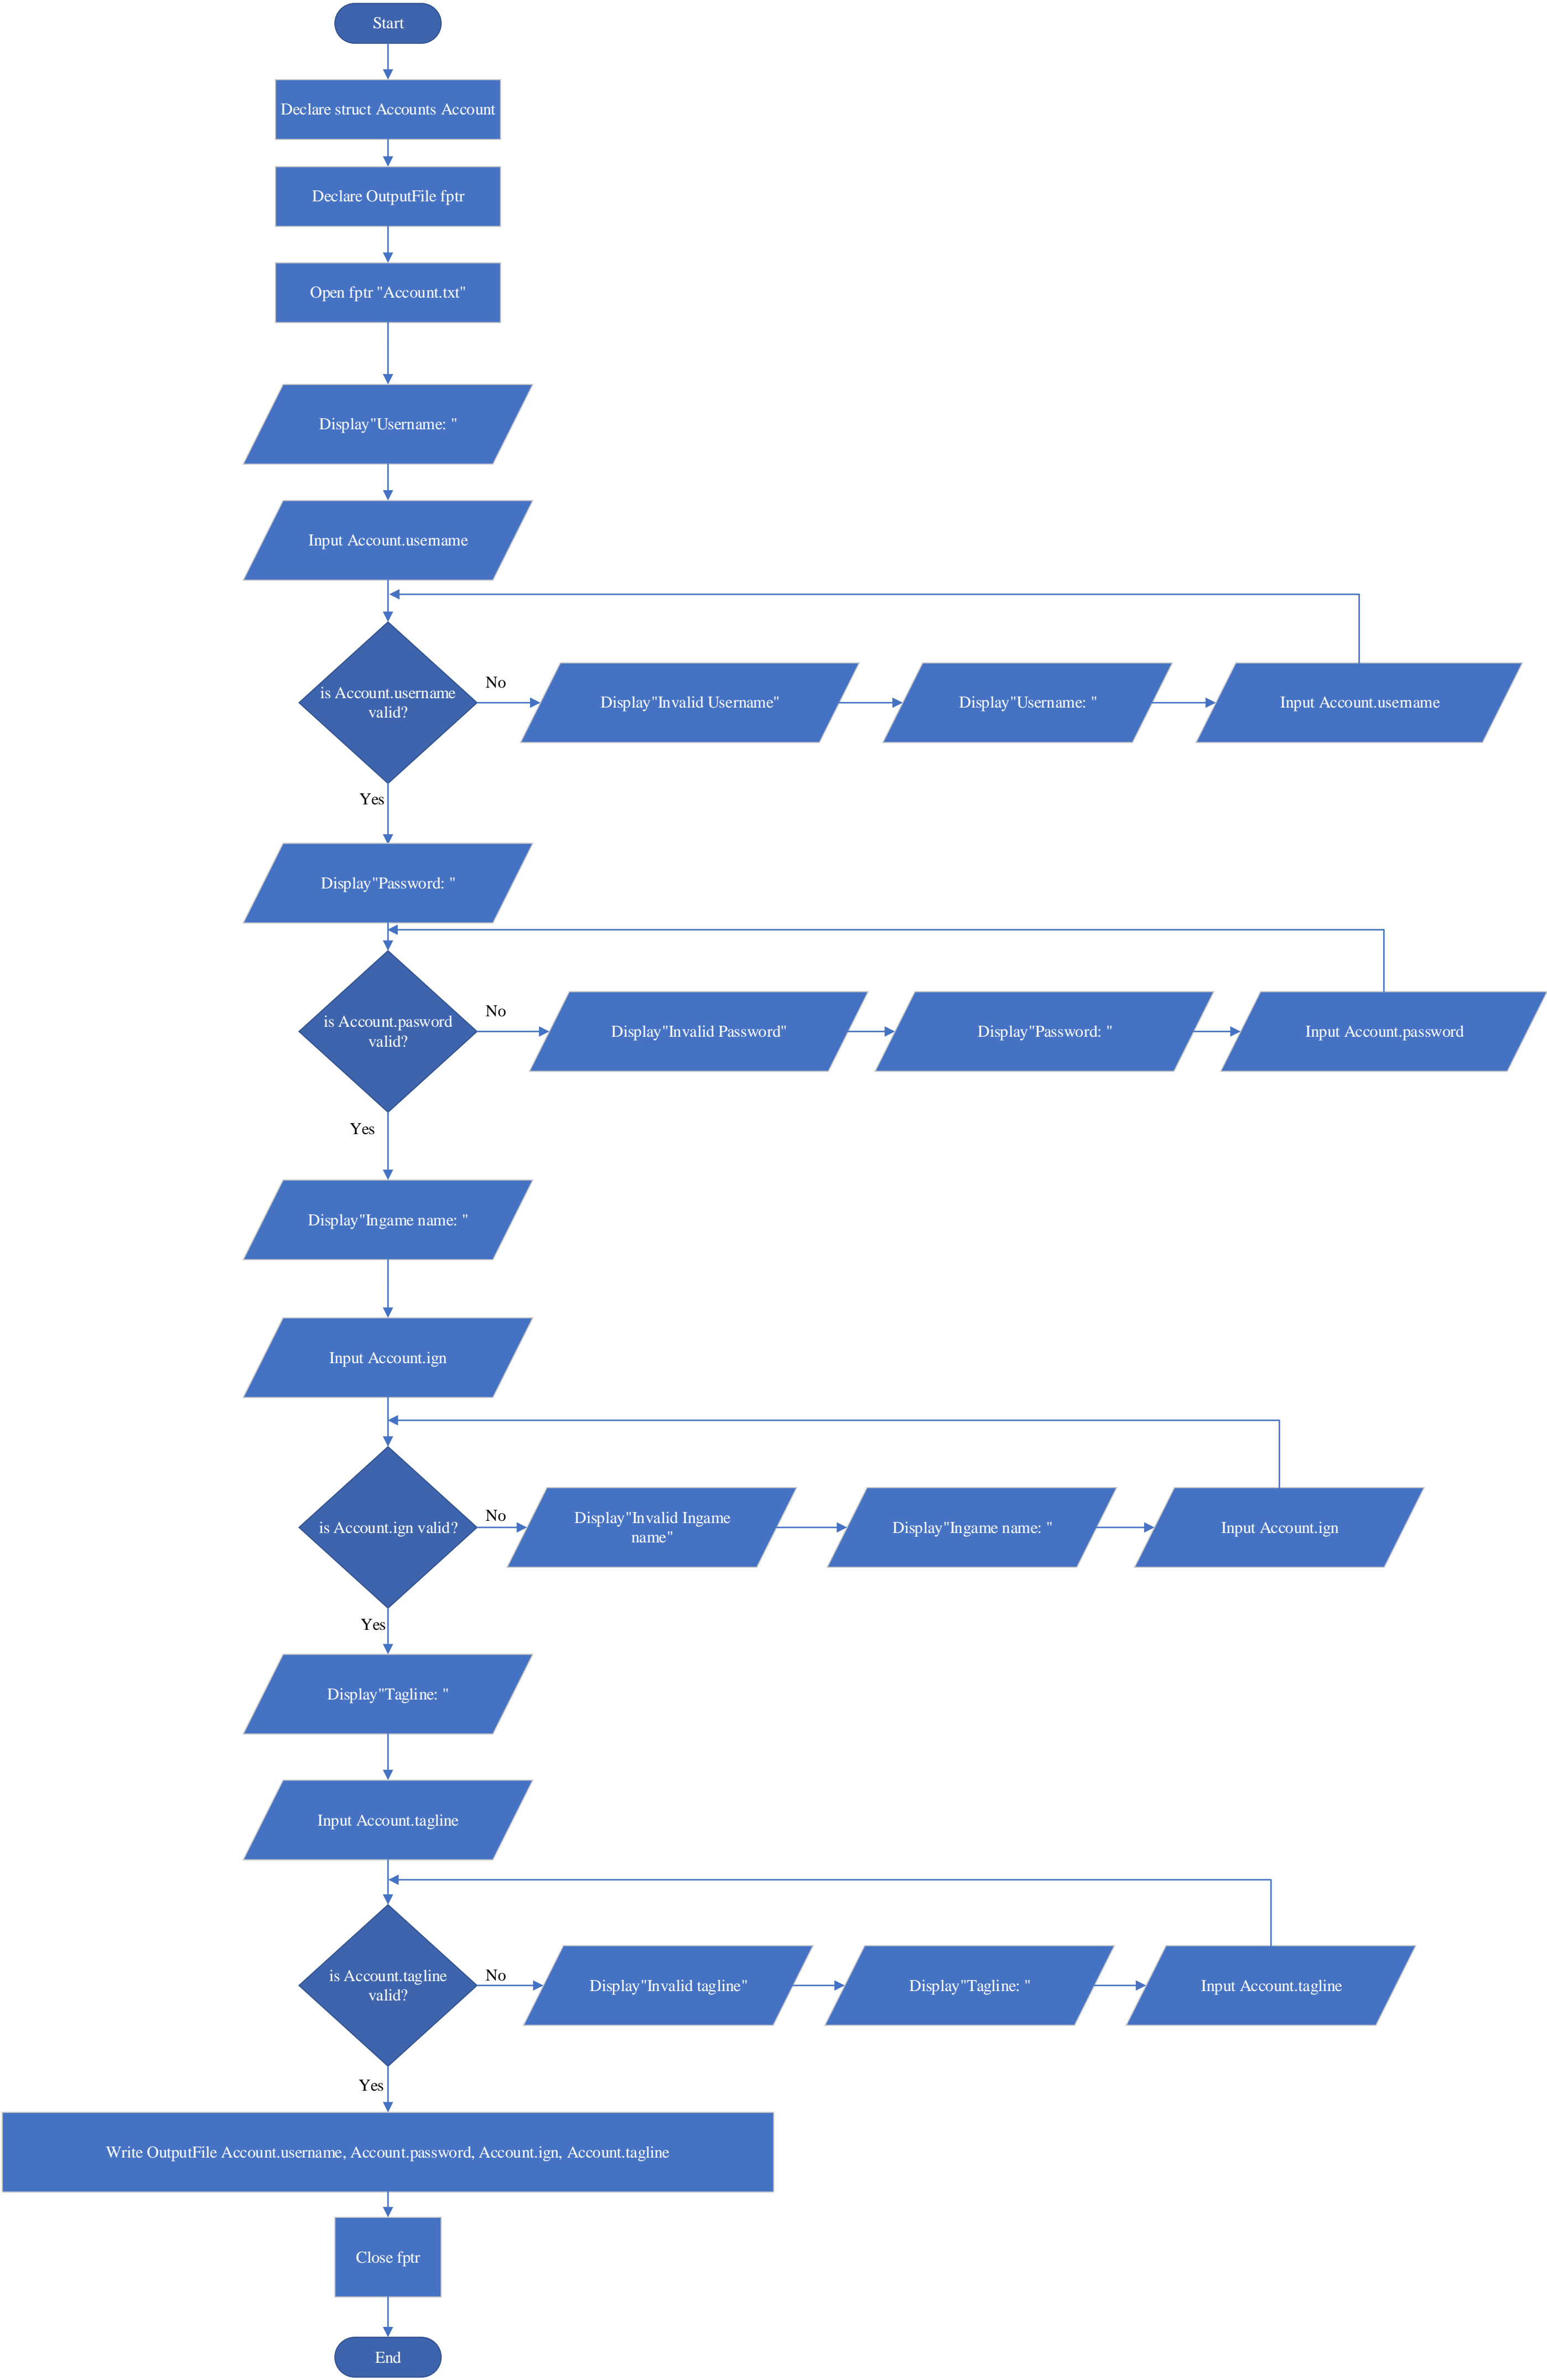 Start
Declare struct Accounts Account
Declare OutputFile fptr
Open fptr "Account.txt"
Display"Username: "
Input Account.username
is Account.username
valid?
No
Display"Invalid Username"
Display"Username: "
Input Account.username
Yes
Display"Password: "
is Account.pasword
valid?
No
Display"Invalid Password"
Display"Password: "
Input Account.password
Yes
Display"Ingame name: "
Input Account.ign
is Account.ign valid?
No
Display"Invalid Ingame
name"
Display"Ingame name: "
Input Account.ign
Yes
Display"Tagline: "
Input Account.tagline
is Account.tagline
valid?
No
Display"Invalid tagline"
Display"Tagline: "
Input Account.tagline
Yes
Write OutputFile Account.username, Account.password, Account.ign, Account.tagline
Close fptr
End